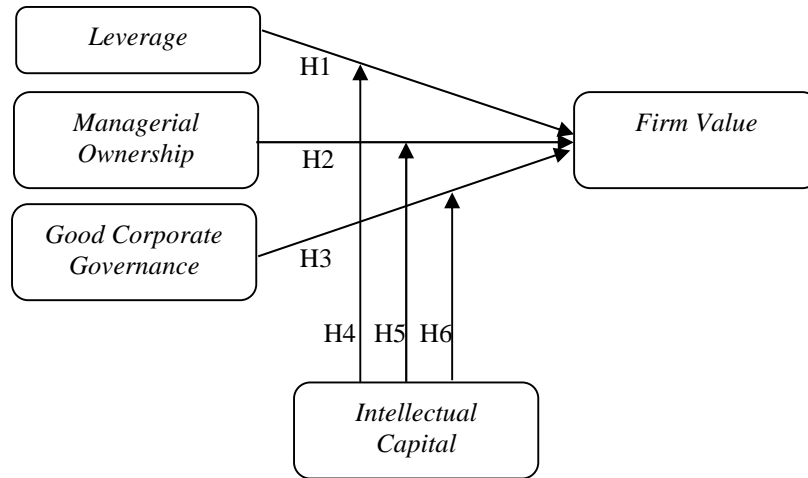 Leverage
H1
Managerial
Ownership
Firm Value
H2
Good Corporate
Governance
H3
H4 H5 H6
Intellectual
Capital